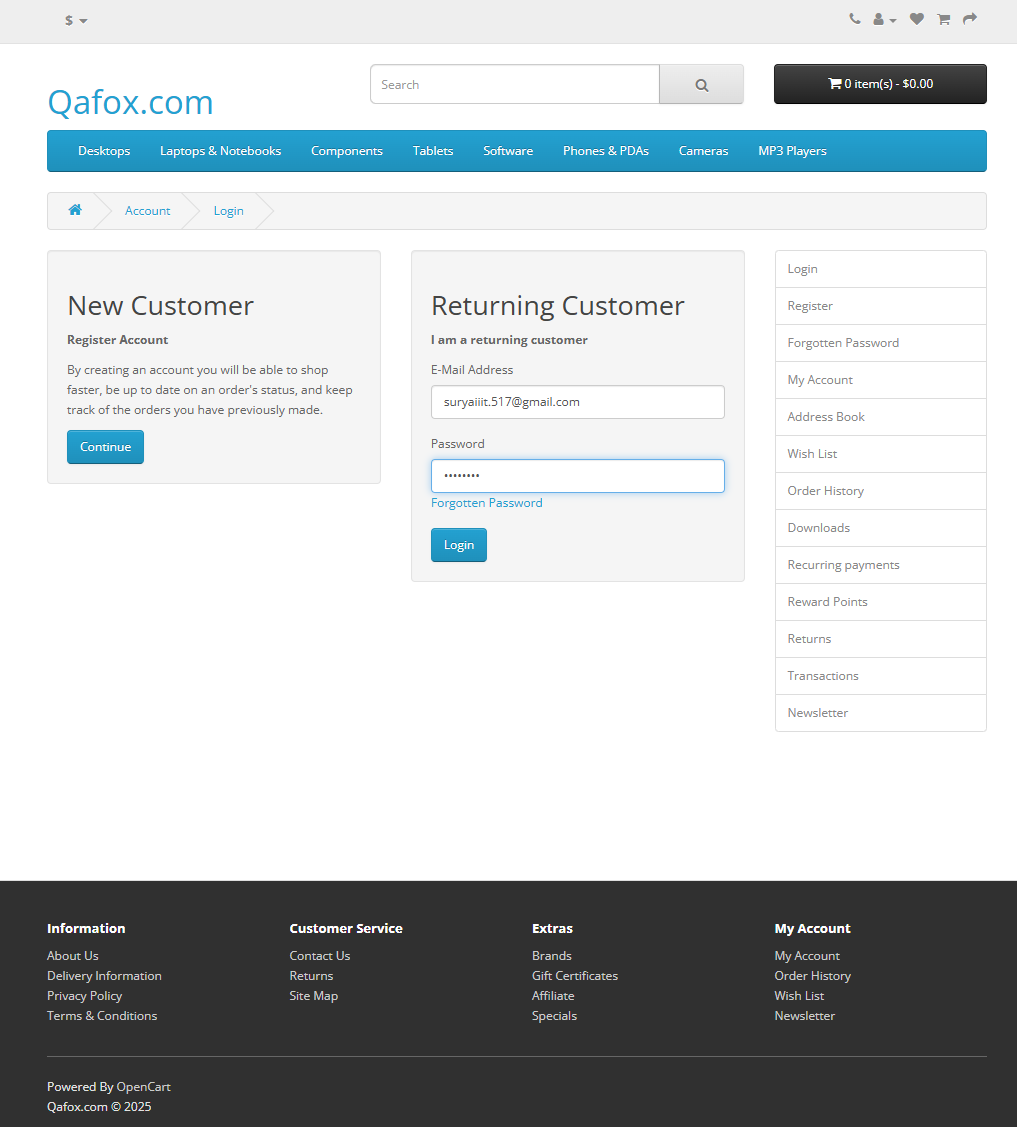 $
Search
0 item(s) - $0.00
Qafox.com
Desktops Laptops & Notebooks Components Tablets Software Phones & PDAs Cameras MP3 Players
Account Login
New Customer
Register Account
By creating an account you will be able to shop
faster, be up to date on an order's status, and keep
track of the orders you have previously made.
Continue
Returning Customer
I am a returning customer
E-Mail Address
suryaiiit.517@gmail.com
Password
••••••••
Forgotten Password
Login
Login
Register
Forgotten Password
My Account
Address Book
Wish List
Order History
Downloads
Recurring payments
Reward Points
Returns
Transactions
Newsletter
Information
About Us
Delivery Information
Privacy Policy
Terms & Conditions
Customer Service
Contact Us
Returns
Site Map
Extras
Brands
Gift Certificates
Affiliate
Specials
My Account
My Account
Order History
Wish List
Newsletter
Powered By OpenCart
Qafox.com © 2025